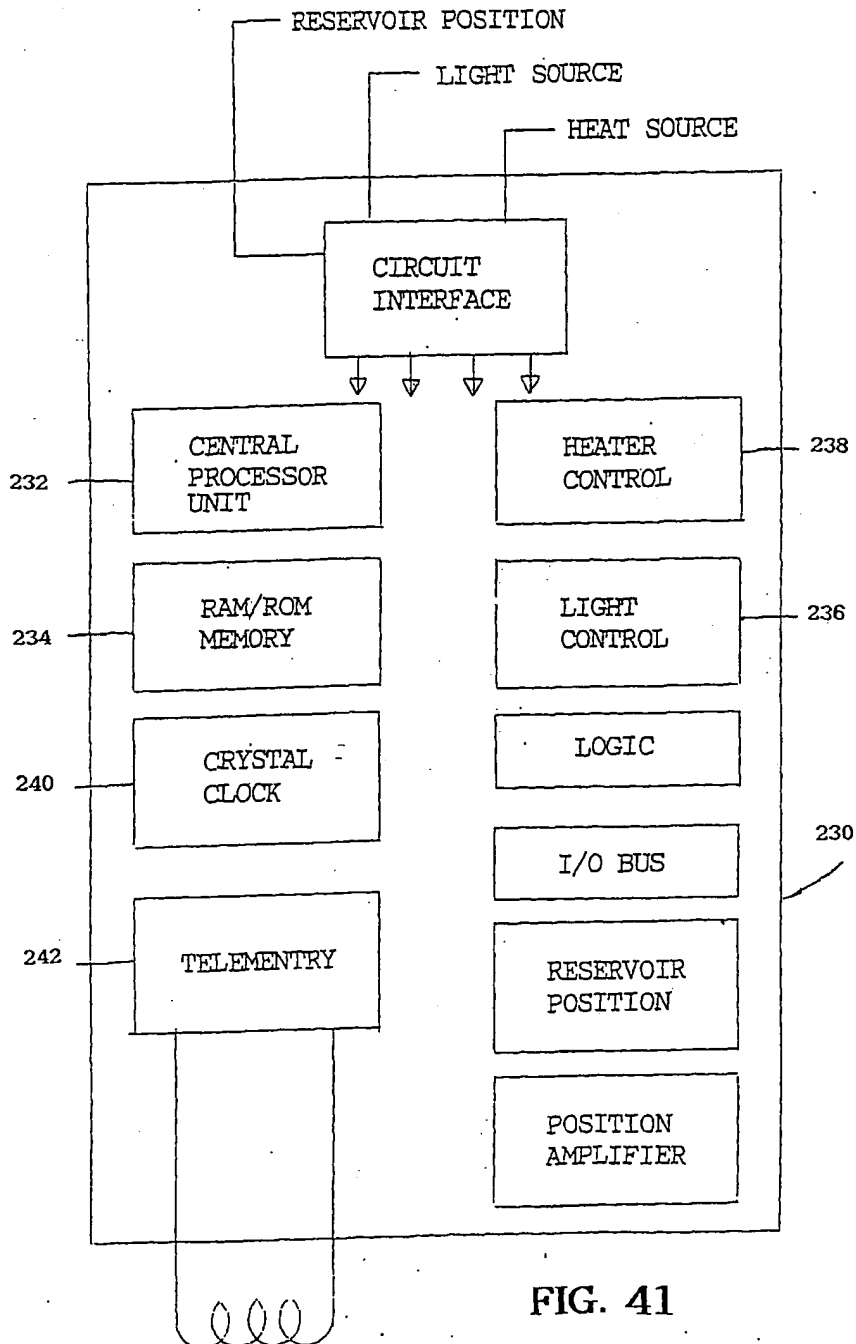 RESERVOIR POSITION
LIGHT SOURCE
HEAT SOURCE
CIRCUIT
INTERFACE
232
CENTRAL
PROCESSOR
UNIT
HEATER
CONTROL
238
234
RAM/ROM
MEMORY
LIGHT
CONTROL
236
240
CRYSTAL
CLOCK
LOGIC
I/O BUS
230
242
TELEMENTRY
RESERVOIR
POSITION
POSITION
AMPLIFIER
FIG. 41